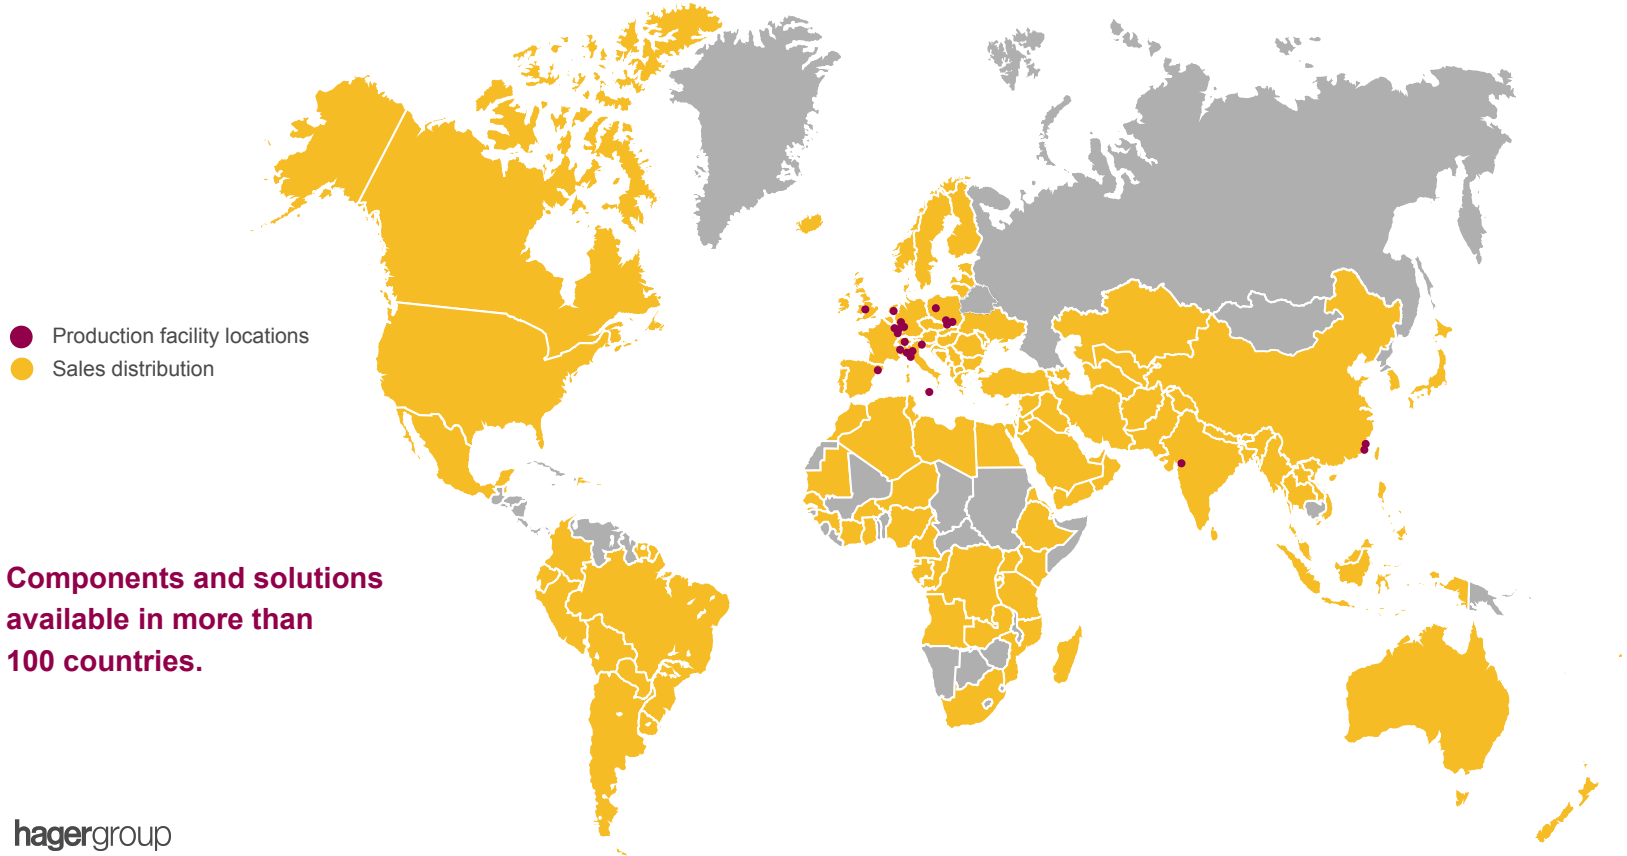 Production facility locations
Sales distribution
Components and solutions
available in more than
100 countries.
hagergroup